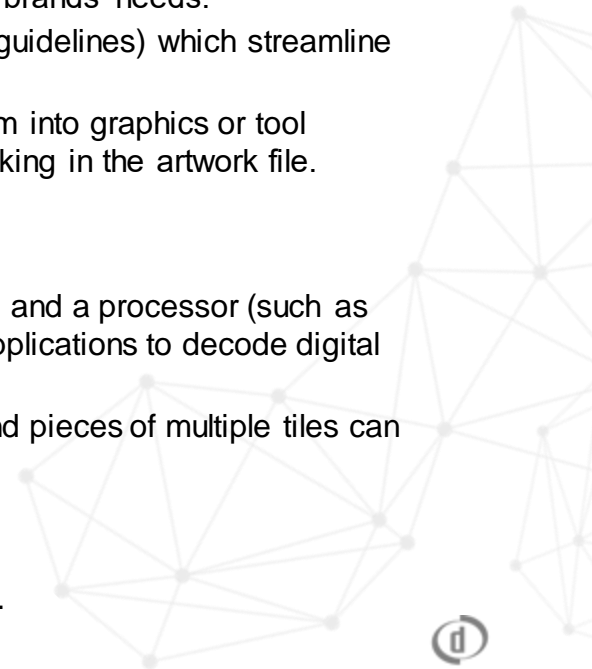 brands' needs.
guidelines) which streamline
m into graphics or tool
king in the artwork file.
and a processor (such as
pplications to decode digital
nd pieces of multiple tiles can
.
d